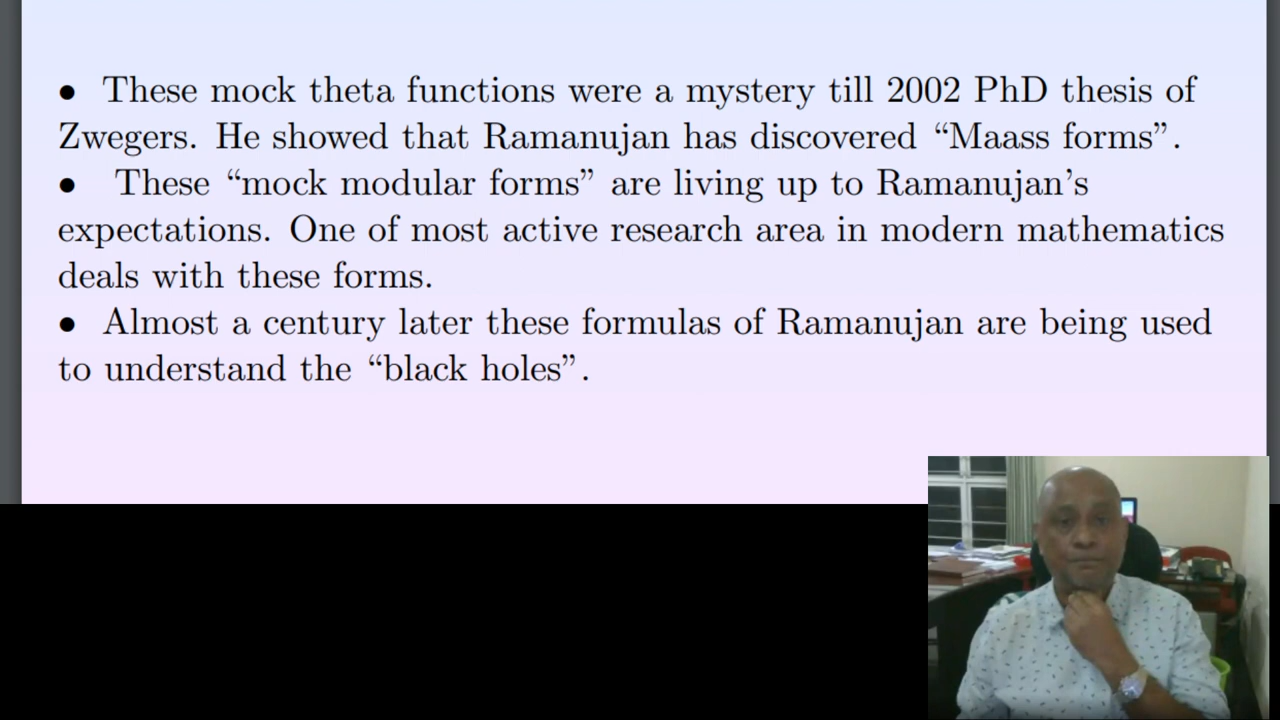 • These mock theta functions were a mystery till 2002 PhD thesis of
Zwegers. He showed that Ramanujan has discovered “Maass forms”.
• These “mock modular forms” are living up to Ramanujan’s
expectations. One of most active research area in modern mathematics
deals with these forms.
• Almost a century later these formulas of Ramanujan are being used
to understand the “black holes”.